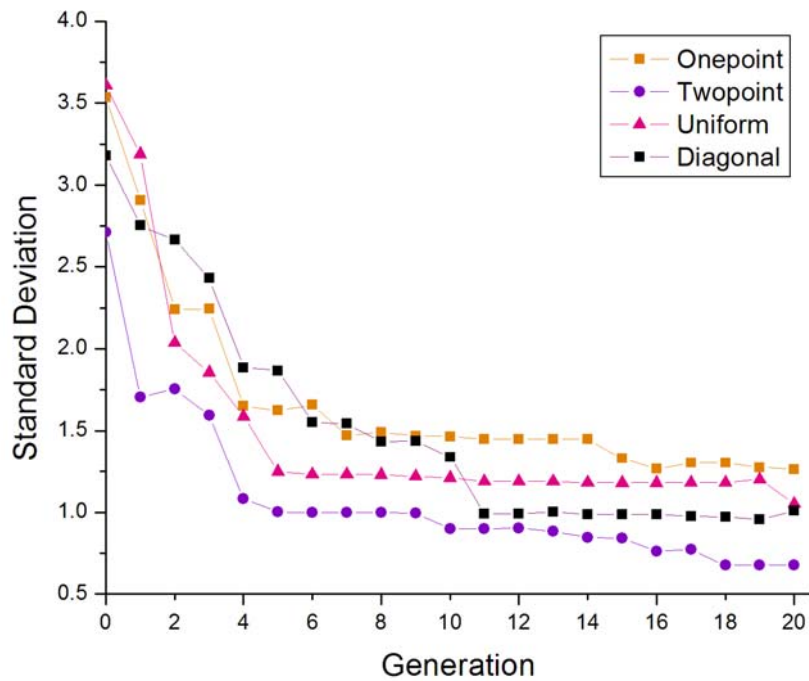 4.0
3.5
3.0
2.5
2.0
1.5
1.0
0.5
Standard Deviation
Onepoint
Twopoint
Uniform
Diagonal
0 2 4 6 8 10 12 14 16 18 20
Generation